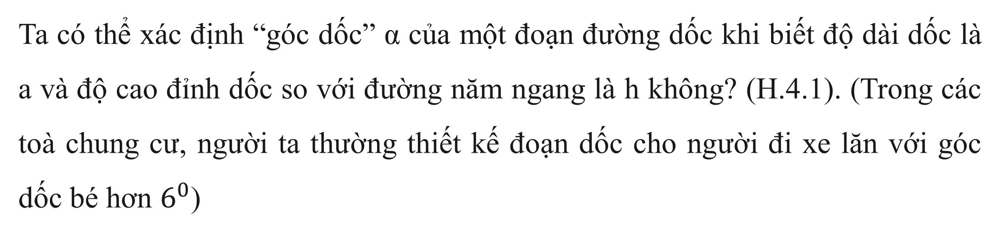 Ta có thể xác định “góc dốc” α của một đoạn đường dốc khi biết độ dài dốc là
a và độ cao đỉnh dốc so với đường năm ngang là h không? (H.4.1). (Trong các
toà chung cư, người ta thường thiết kế đoạn dốc cho người đi xe lăn với góc
dốc bé hơn 6⁰)